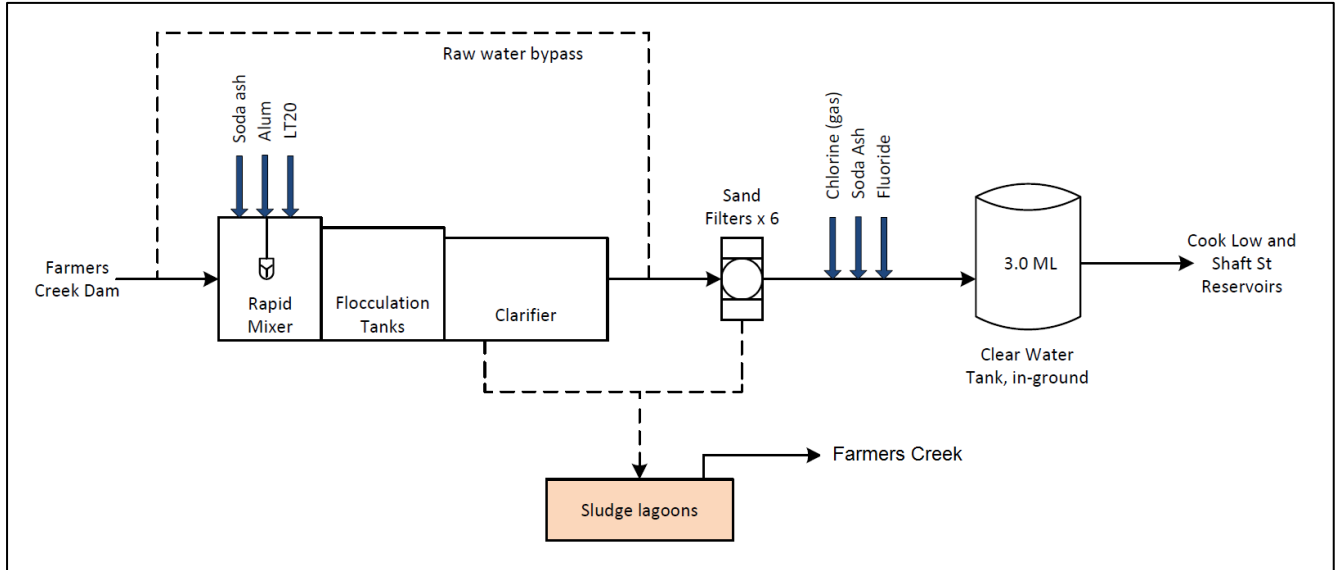 Raw water bypass
Soda ash
Alum
LT20
Farmers
Creek Dam
Rapid
Mixer
Flocculation
Tanks
Clarifier
Sand
Filters x 6
Chlorine (gas)
Soda Ash
Fluoride
3.0 ML
Clear Water
Tank, in-ground
Cook Low and
Shaft St
Reservoirs
Sludge lagoons
Farmers Creek